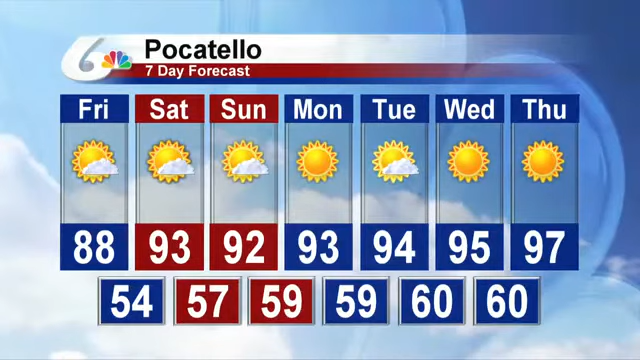 6 Pocatello
7 Day Forecast
Fri Sat Sun Mon Tue Wed Thu
88 93 92 93 94 95 97
54 57 59 59 60 60